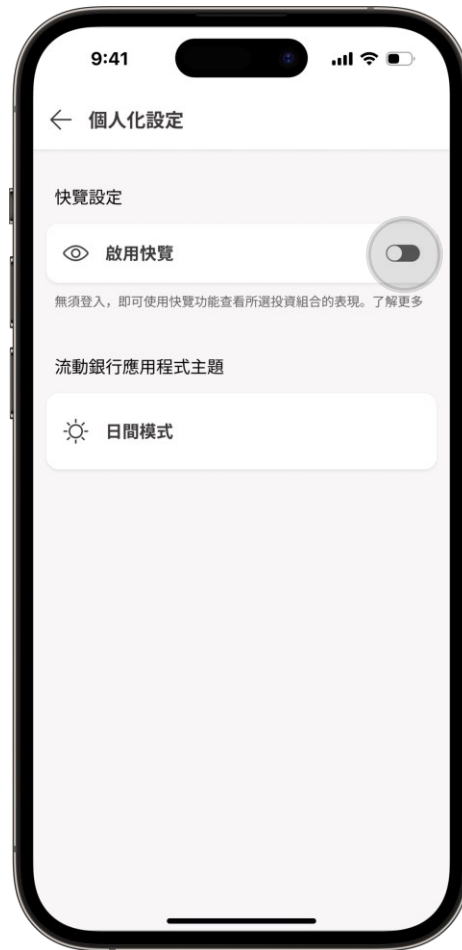 9:41
個人化設定
快覽設定
啟用快覽
無須登入，即可使用快覽功能查看所選投資組合的表現。了解更多
流動銀行應用程式主題
日間模式